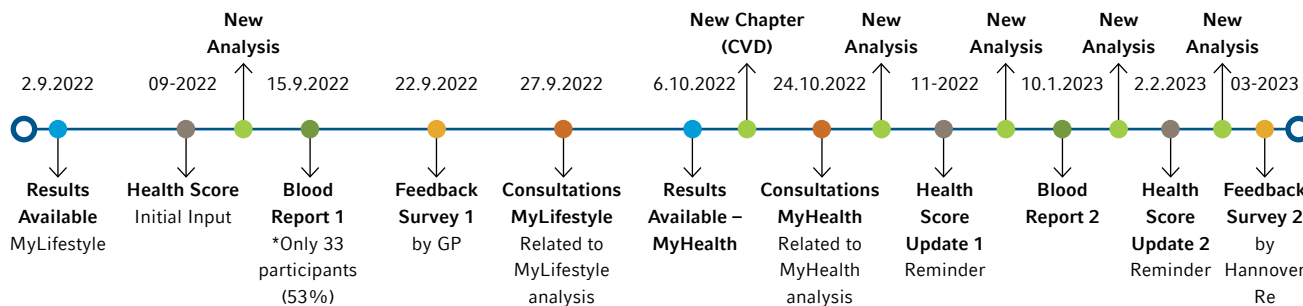 New
Analysis
New Chapter
(CVD)
New
Analysis
New
Analysis
New
Analysis
New
Analysis
2.9.2022
09-2022
15.9.2022
22.9.2022
27.9.2022
6.10.2022
24.10.2022
11-2022
10.1.2023
2.2.2023
03-2023
Results
Available
MyLifestyle
Health Score
Initial Input
Blood
Report 1
*Only 33
participants
(53%)
Feedback
Survey 1
by GP
Consultations
MyLifestyle
Related to
MyLifestyle
analysis
Results
Available –
MyHealth
Consultations
MyHealth
Related to
MyHealth
analysis
Health
Score
Update 1
Reminder
Blood
Report 2
Health
Score
Update 2
Reminder
Feedback
Survey 2
by
Hannover
Re